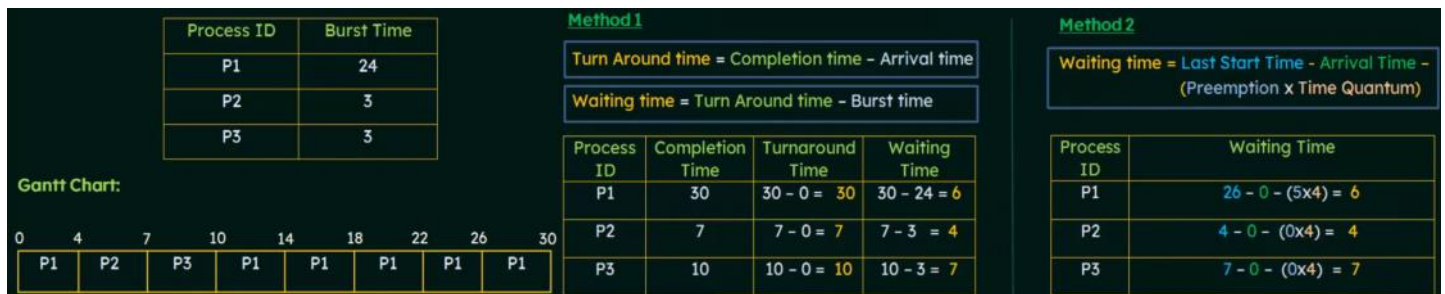 Process ID Burst Time
P1 24
P2 3
P3 3
Gantt Chart:
0 4 7 10 14 18 22 26 30
P1 P2 P3 P1 P1 P1 P1 P1
Method 1
Turn Around time = Completion time – Arrival time
Waiting time = Turn Around time – Burst time
Process ID Completion Time Turnaround Time Waiting Time
P1 30 30 – 0 = 30 30 – 24 = 6
P2 7 7 – 0 = 7 7 – 3 = 4
P3 10 10 – 0 = 10 10 – 3 = 7
Method 2
Waiting time = Last Start Time - Arrival Time –
(Preemption x Time Quantum)
Process ID Waiting Time
P1 26 – 0 – (5x4) = 6
P2 4 – 0 – (0x4) = 4
P3 7 – 0 – (0x4) = 7